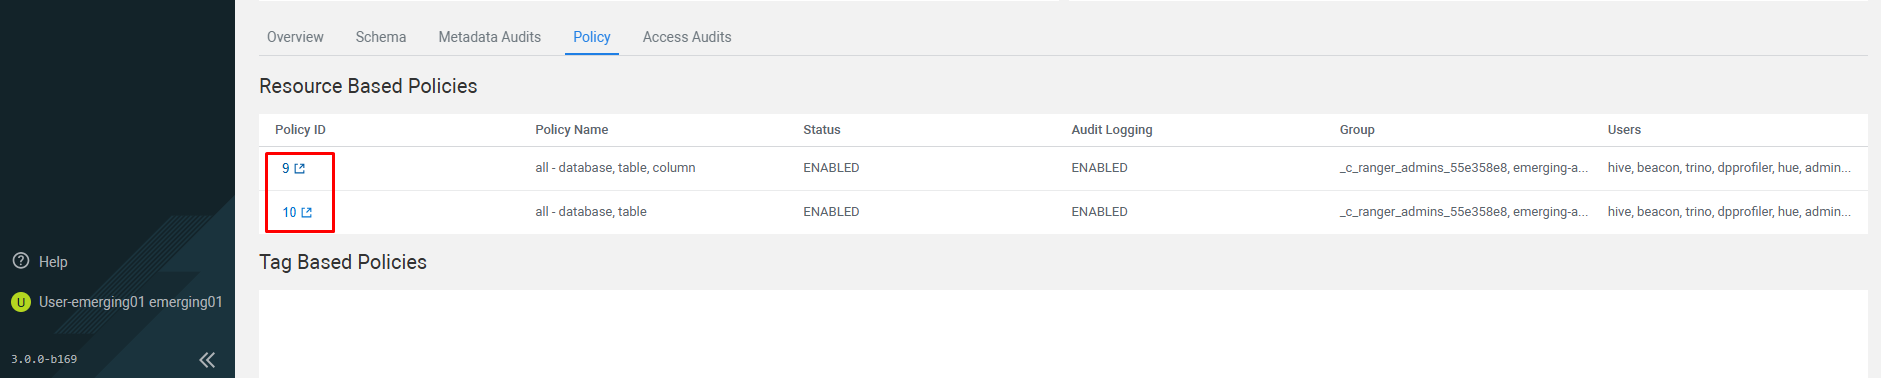 Overview Schema Metadata Audits Policy Access Audits
Resource Based Policies
Policy ID Policy Name Status Audit Logging Group Users
9 all - database, table, column ENABLED ENABLED _c_ranger_admins_55e358e8, emerging-a... hive, beacon, trino, dpprofiler, hue, admin...
10 all - database, table ENABLED ENABLED _c_ranger_admins_55e358e8, emerging-a... hive, beacon, trino, dpprofiler, hue, admin...
Tag Based Policies
Help
U User-emerging01 emerging01
3.0.0-b169